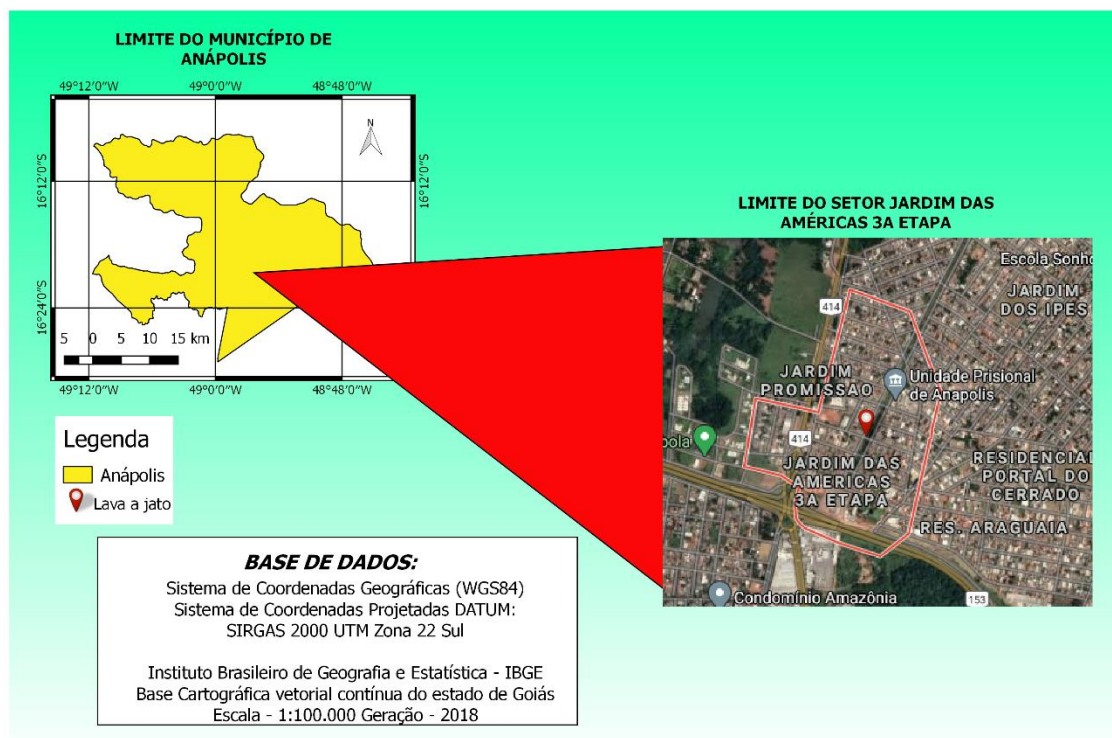 LIMITE DO MUNICÍPIO DE
ANÁPOLIS
49°12'0"W 49°0'0"W 48°48'0"W
N
16°12'0"S 16°12'0"S
16°24'0"S
5 0 5 10 15 km
49°12'0"W 49°0'0"W 48°48'0"W
Legenda
Anápolis
Lava a jato
LIMITE DO SETOR JARDIM DAS
AMÉRICAS 3A ETAPA
Escola Sonho
JARDIM
DOS IPÊS
414
JARDIM
PROMISSAO
Unidade Prisional
de Anapolis
pola
414
JARDIM DAS
AMERICAS
3A ETAPA
RESIDENCIAL
PORTAL DO
CERRADO
RES. ARAGUAIA
Condomínio Amazônia
153
BASE DE DADOS:
Sistema de Coordenadas Geográficas (WGS84)
Sistema de Coordenadas Projetadas DATUM:
SIRGAS 2000 UTM Zona 22 Sul
Instituto Brasileiro de Geografia e Estatística - IBGE
Base Cartográfica vetorial contínua do estado de Goiás
Escala - 1:100.000 Geração - 2018